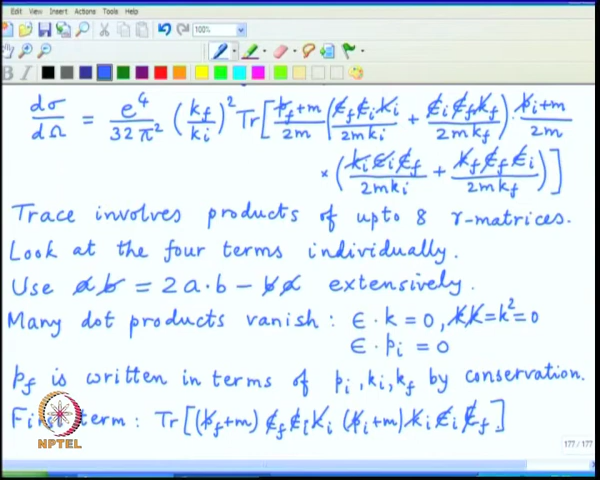 Edit View Insert Actions Tools Help
100%
B I
dσ/dΩ = e⁴/32π² (k_f/k_i)² Tr[ (p̸_f+m)/2m ( ε̸_f ε̸_i k̸_i/2mk_i + ε̸_i ε̸_f k̸_f/2mk_f ) · (p̸_i+m)/2m
× ( k̸_i ε̸_i ε̸_f/2mk_i + k̸_f ε̸_f ε̸_i/2mk_f ) ]
Trace involves products of upto 8 γ-matrices.
Look at the four terms individually.
Use a̸ b̸ = 2a·b − b̸ a̸ extensively.
Many dot products vanish : ε·k = 0, k̸k̸ = k² = 0
ε·p_i = 0
p_f is written in terms of p_i, k_i, k_f by conservation.
First term : Tr[(p̸_f+m) ε̸_f ε̸_i k̸_i (p̸_i+m) k̸_i ε̸_i ε̸_f]
NPTEL
177 / 177